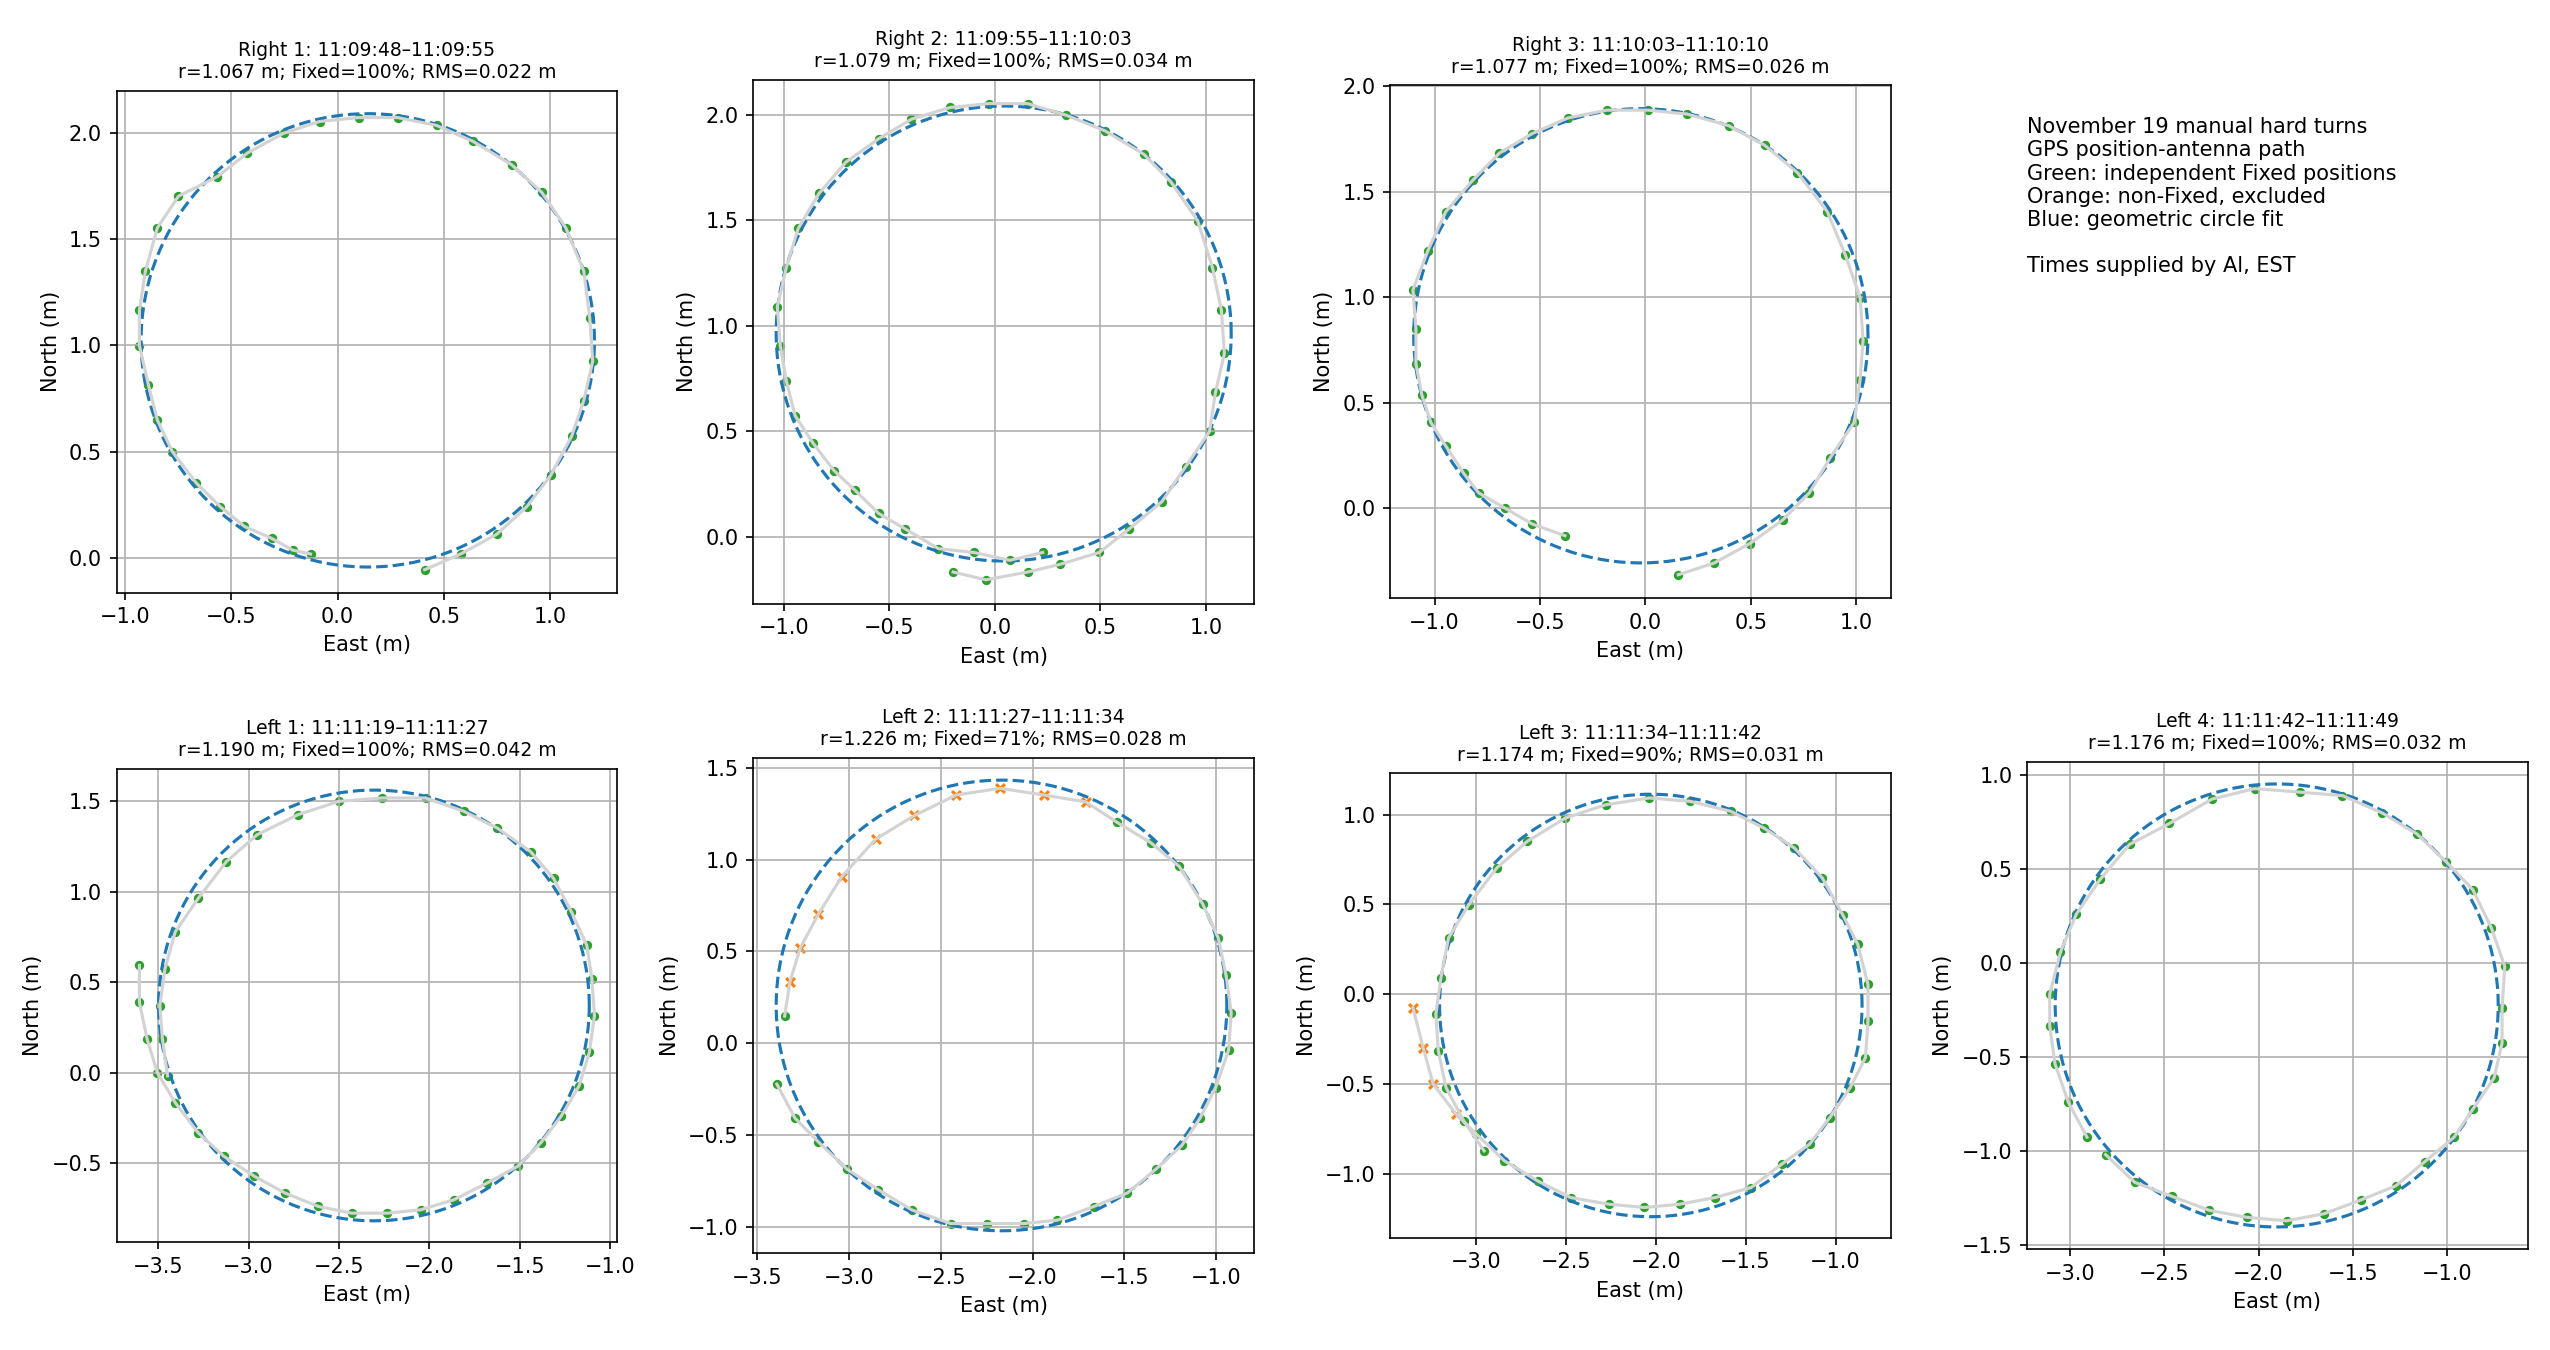 Right 1: 11:09:48–11:09:55
r=1.067 m; Fixed=100%; RMS=0.022 m
North (m)
2.0
1.5
1.0
0.5
0.0
−1.0 −0.5 0.0 0.5 1.0
East (m)
Right 2: 11:09:55–11:10:03
r=1.079 m; Fixed=100%; RMS=0.034 m
North (m)
2.0
1.5
1.0
0.5
0.0
−1.0 −0.5 0.0 0.5 1.0
East (m)
Right 3: 11:10:03–11:10:10
r=1.077 m; Fixed=100%; RMS=0.026 m
North (m)
2.0
1.5
1.0
0.5
0.0
−1.0 −0.5 0.0 0.5 1.0
East (m)
November 19 manual hard turns
GPS position-antenna path
Green: independent Fixed positions
Orange: non-Fixed, excluded
Blue: geometric circle fit
Times supplied by Al, EST
Left 1: 11:11:19–11:11:27
r=1.190 m; Fixed=100%; RMS=0.042 m
North (m)
1.5
1.0
0.5
0.0
−0.5
−3.5 −3.0 −2.5 −2.0 −1.5 −1.0
East (m)
Left 2: 11:11:27–11:11:34
r=1.226 m; Fixed=71%; RMS=0.028 m
North (m)
1.5
1.0
0.5
0.0
−0.5
−1.0
−3.5 −3.0 −2.5 −2.0 −1.5 −1.0
East (m)
Left 3: 11:11:34–11:11:42
r=1.174 m; Fixed=90%; RMS=0.031 m
North (m)
1.0
0.5
0.0
−0.5
−1.0
−3.0 −2.5 −2.0 −1.5 −1.0
East (m)
Left 4: 11:11:42–11:11:49
r=1.176 m; Fixed=100%; RMS=0.032 m
North (m)
1.0
0.5
0.0
−0.5
−1.0
−1.5
−3.0 −2.5 −2.0 −1.5 −1.0
East (m)